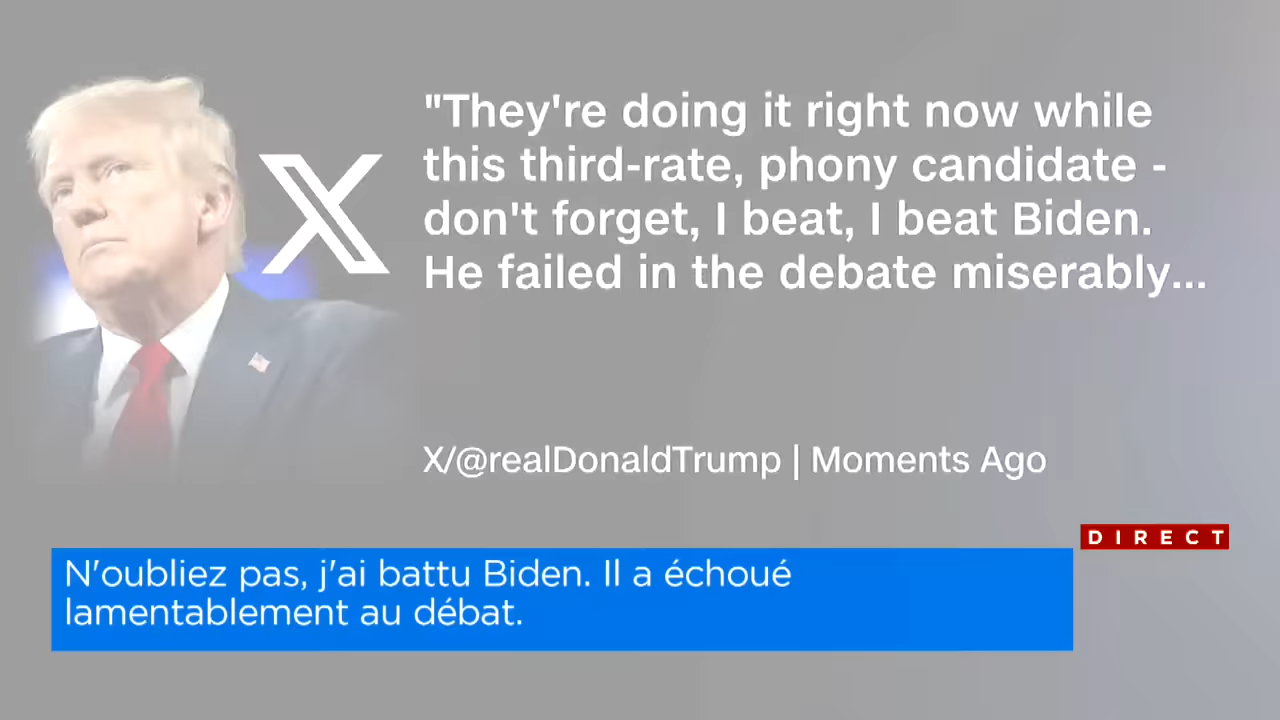 "They're doing it right now while
this third-rate, phony candidate -
don't forget, I beat, I beat Biden.
He failed in the debate miserably...
X/@realDonaldTrump | Moments Ago
DIRECT
N'oubliez pas, j'ai battu Biden. Il a échoué
lamentablement au débat.